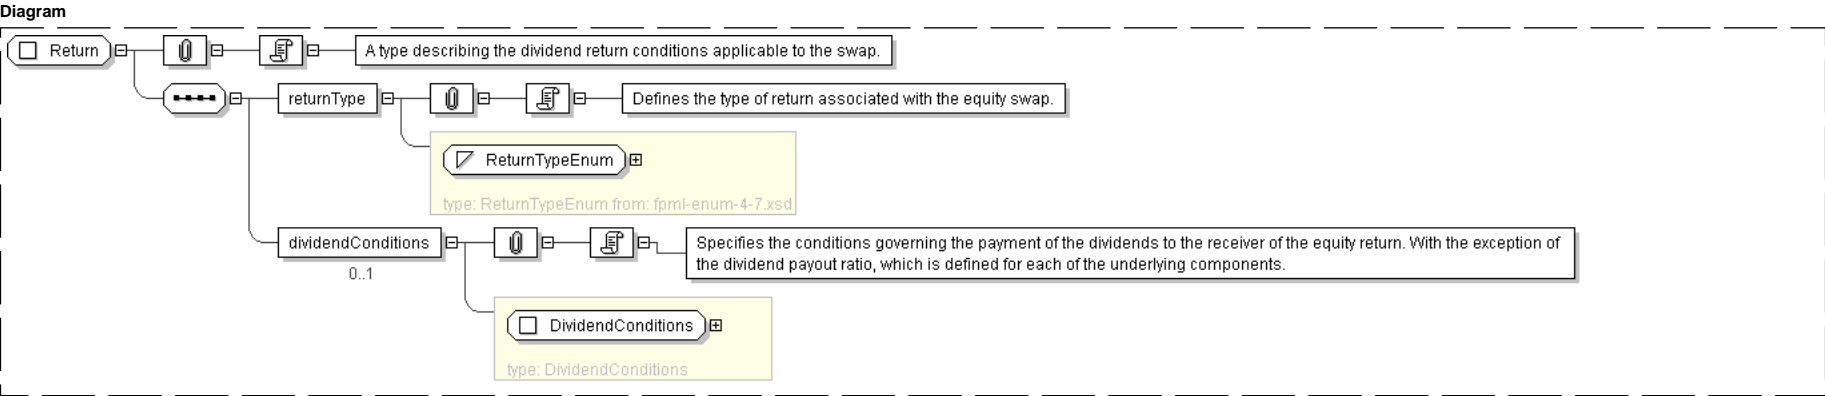 Diagram
Return
A type describing the dividend return conditions applicable to the swap.
returnType
Defines the type of return associated with the equity swap.
ReturnTypeEnum
type: ReturnTypeEnum from: fpml-enum-4-7.xsd
dividendConditions
0..1
Specifies the conditions governing the payment of the dividends to the receiver of the equity return. With the exception of
the dividend payout ratio, which is defined for each of the underlying components.
DividendConditions
type: DividendConditions